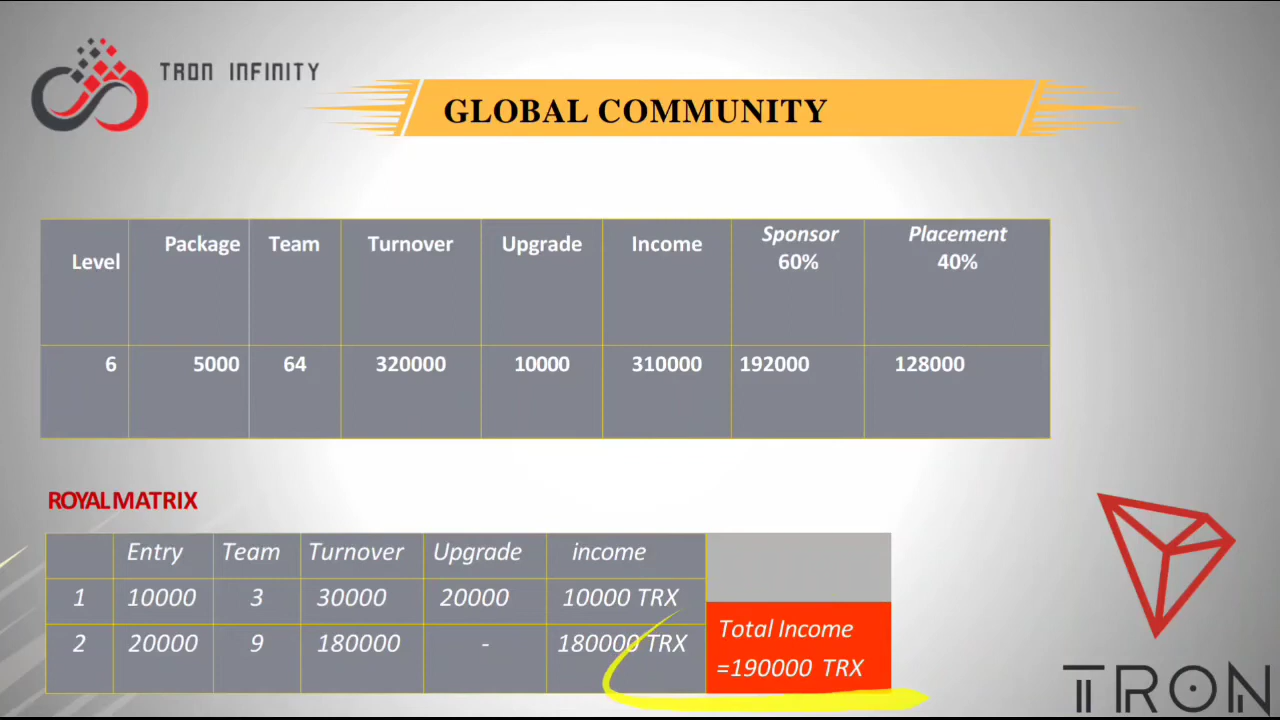 TRON INFINITY
GLOBAL COMMUNITY
Level Package Team Turnover Upgrade Income Sponsor 60% Placement 40%
6 5000 64 320000 10000 310000 192000 128000
ROYAL MATRIX
Entry Team Turnover Upgrade income
1 10000 3 30000 20000 10000 TRX
2 20000 9 180000 - 180000 TRX
Total Income
=190000 TRX
TRON